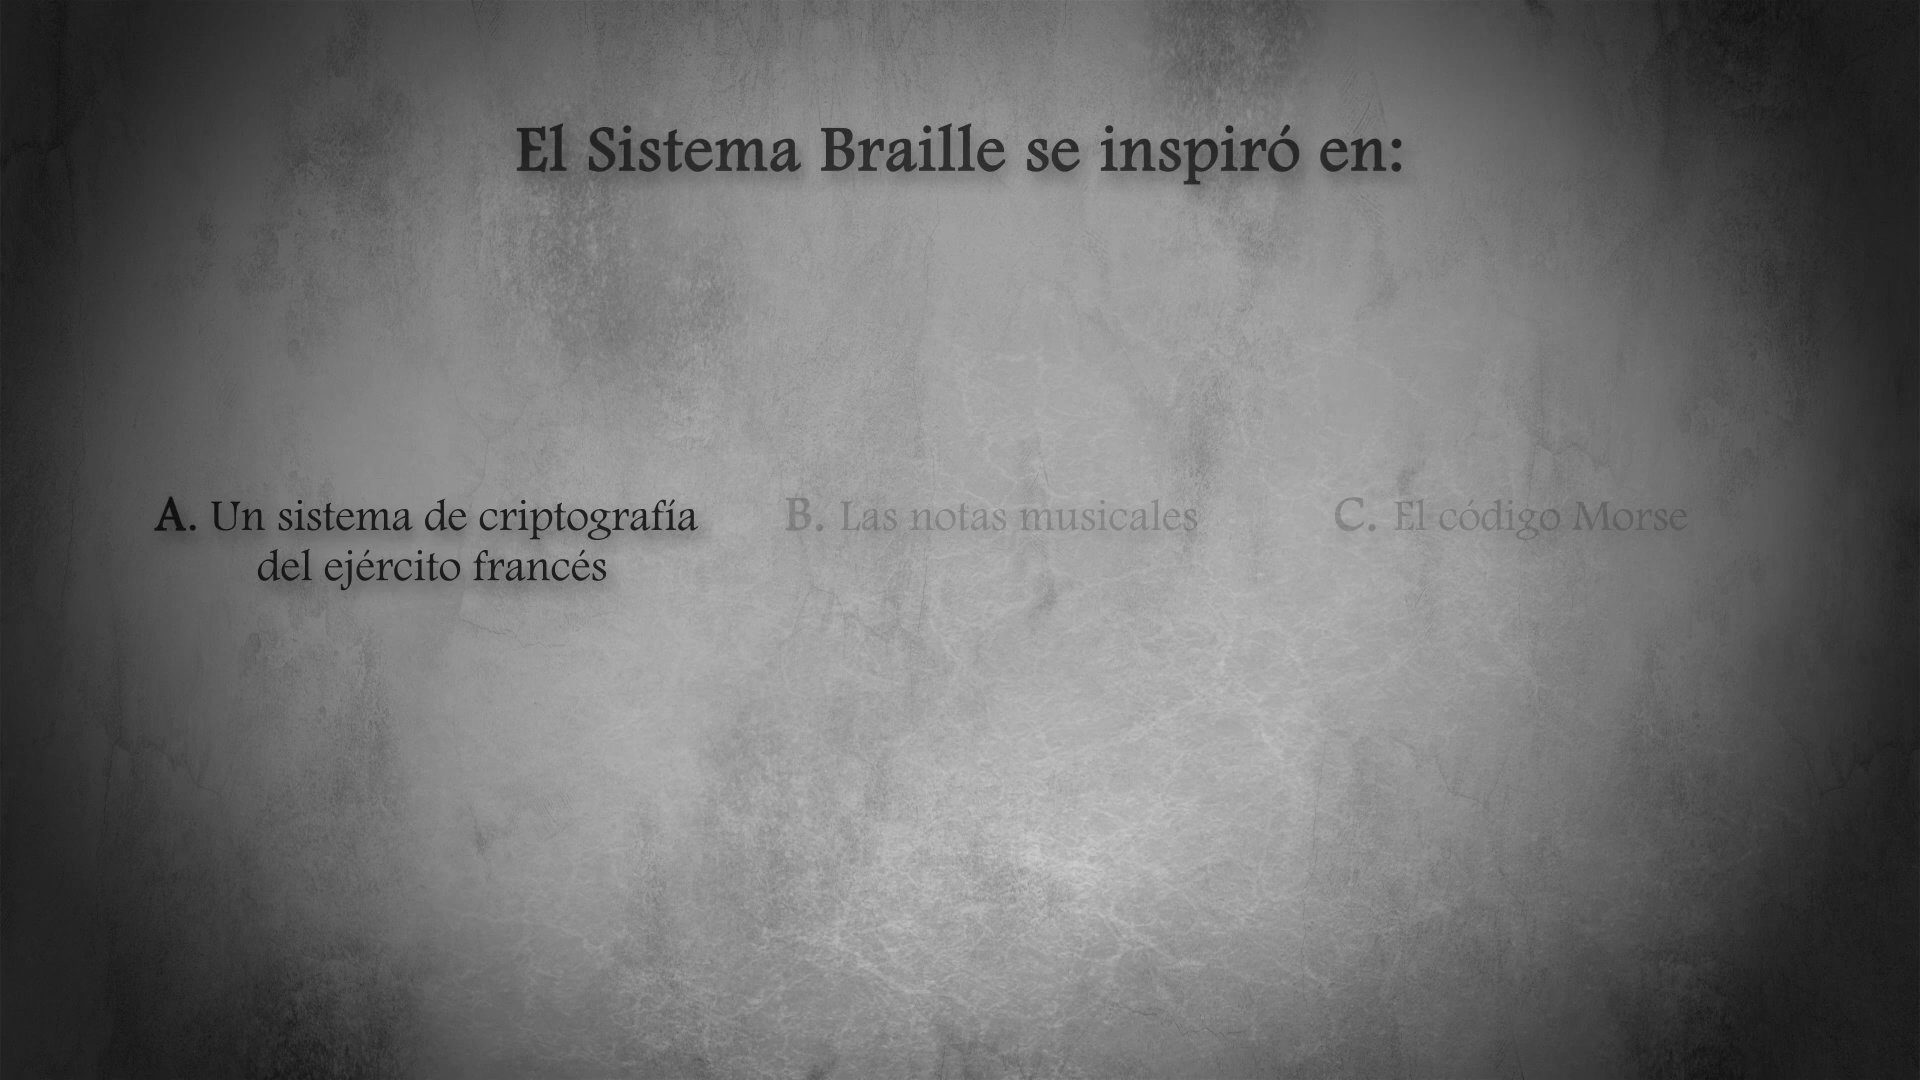 El Sistema Braille se inspiró en:
A. Un sistema de criptografía
del ejército francés
B. Las notas musicales
C. El código Morse